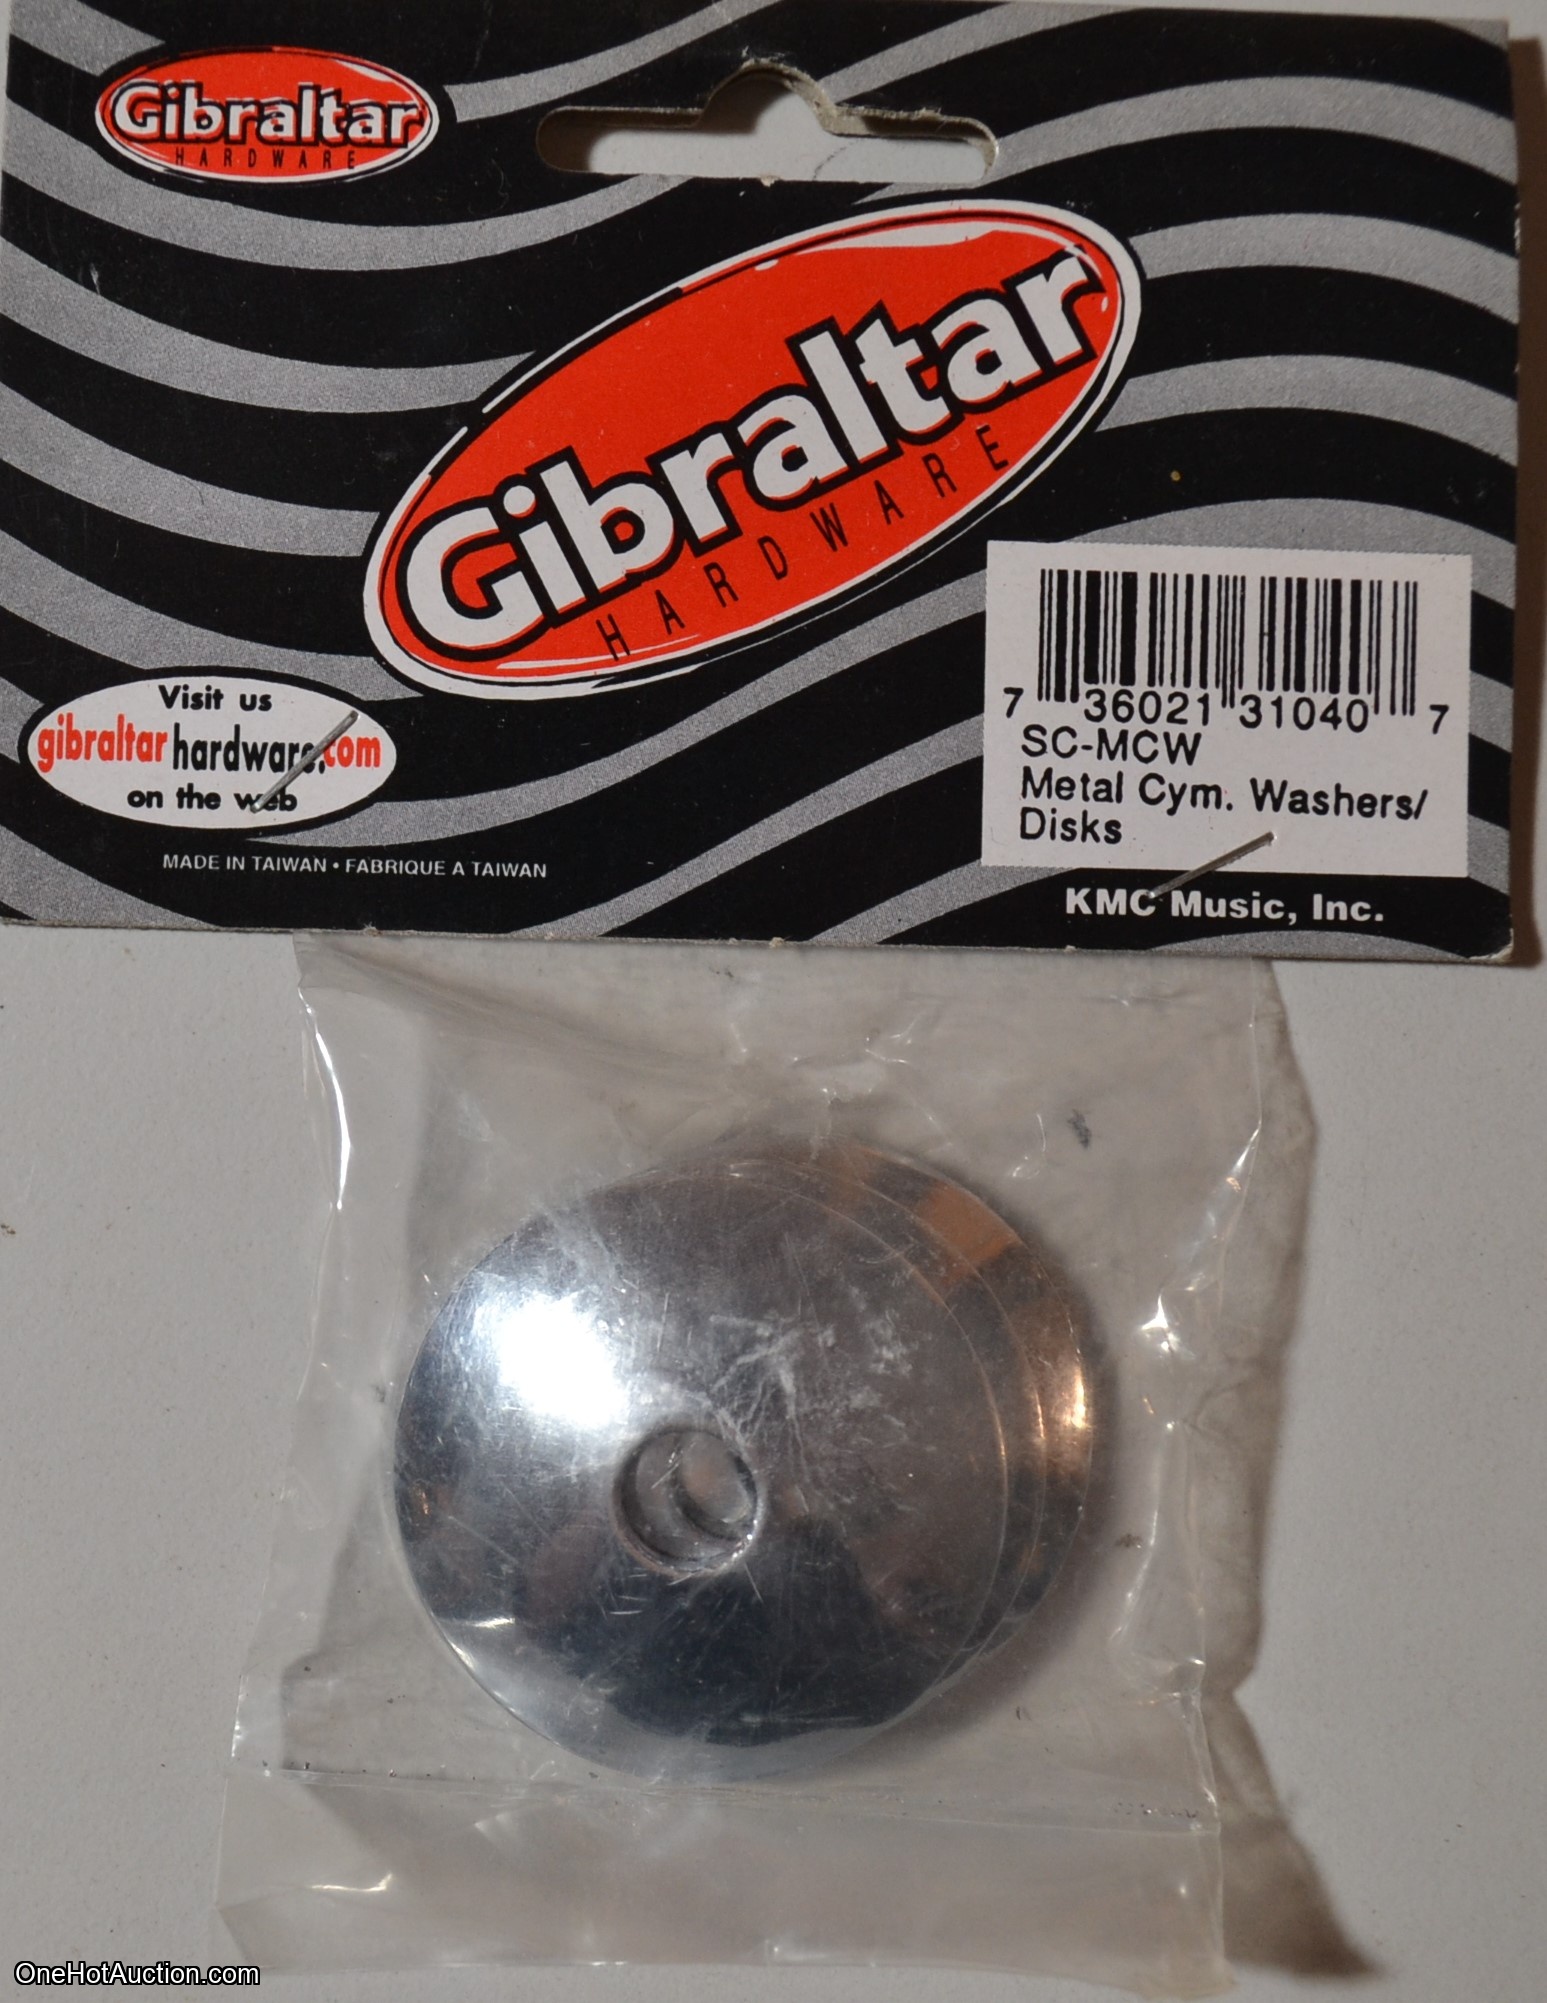 Gibraltar
HARDWARE
Gibraltar
HARDWARE
Visit us
gibraltarhardware.com
on the web
MADE IN TAIWAN • FABRIQUE A TAIWAN
7 36021 31040 7
SC-MCW
Metal Cym. Washers/
Disks
KMC Music, Inc.
OneHotAuction.com